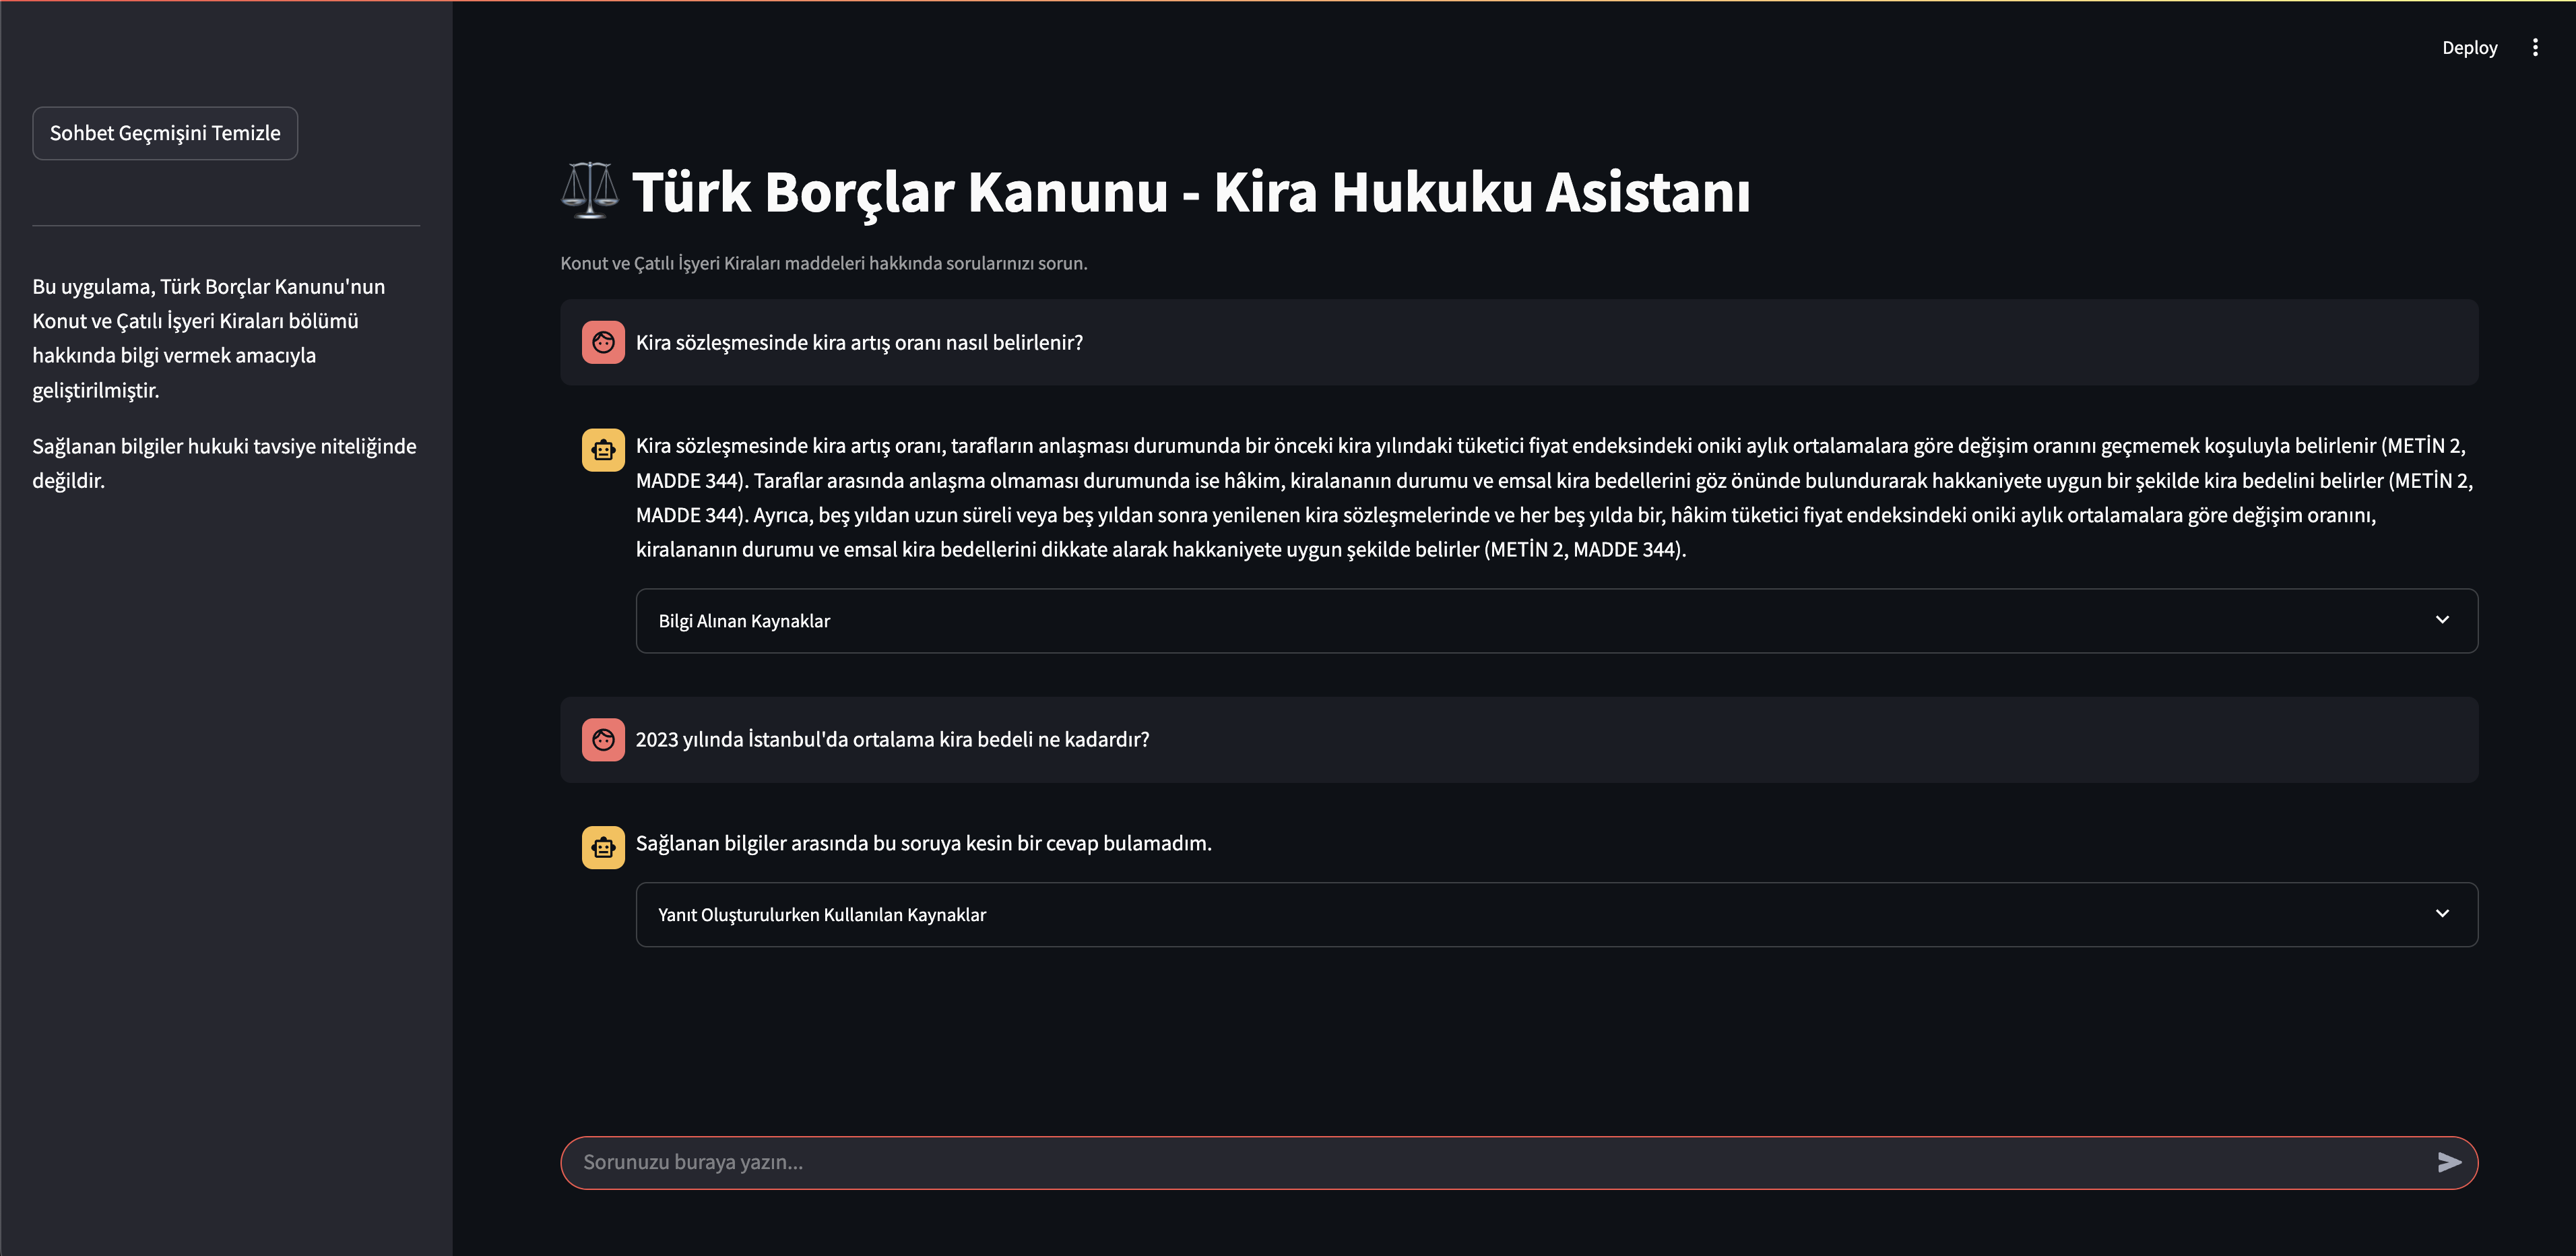 Deploy
Sohbet Geçmişini Temizle
Bu uygulama, Türk Borçlar Kanunu'nun
Konut ve Çatılı İşyeri Kiraları bölümü
hakkında bilgi vermek amacıyla
geliştirilmiştir.
Sağlanan bilgiler hukuki tavsiye niteliğinde
değildir.
Türk Borçlar Kanunu - Kira Hukuku Asistanı
Konut ve Çatılı İşyeri Kiraları maddeleri hakkında sorularınızı sorun.
Kira sözleşmesinde kira artış oranı nasıl belirlenir?
Kira sözleşmesinde kira artış oranı, tarafların anlaşması durumunda bir önceki kira yılındaki tüketici fiyat endeksindeki oniki aylık ortalamalara göre değişim oranını geçmemek koşuluyla belirlenir (METİN 2,
MADDE 344). Taraflar arasında anlaşma olmaması durumunda ise hâkim, kiralananın durumu ve emsal kira bedellerini göz önünde bulundurarak hakkaniyete uygun bir şekilde kira bedelini belirler (METİN 2,
MADDE 344). Ayrıca, beş yıldan uzun süreli veya beş yıldan sonra yenilenen kira sözleşmelerinde ve her beş yılda bir, hâkim tüketici fiyat endeksindeki oniki aylık ortalamalara göre değişim oranını,
kiralananın durumu ve emsal kira bedellerini dikkate alarak hakkaniyete uygun şekilde belirler (METİN 2, MADDE 344).
Bilgi Alınan Kaynaklar
2023 yılında İstanbul'da ortalama kira bedeli ne kadardır?
Sağlanan bilgiler arasında bu soruya kesin bir cevap bulamadım.
Yanıt Oluşturulurken Kullanılan Kaynaklar
Sorunuzu buraya yazın...